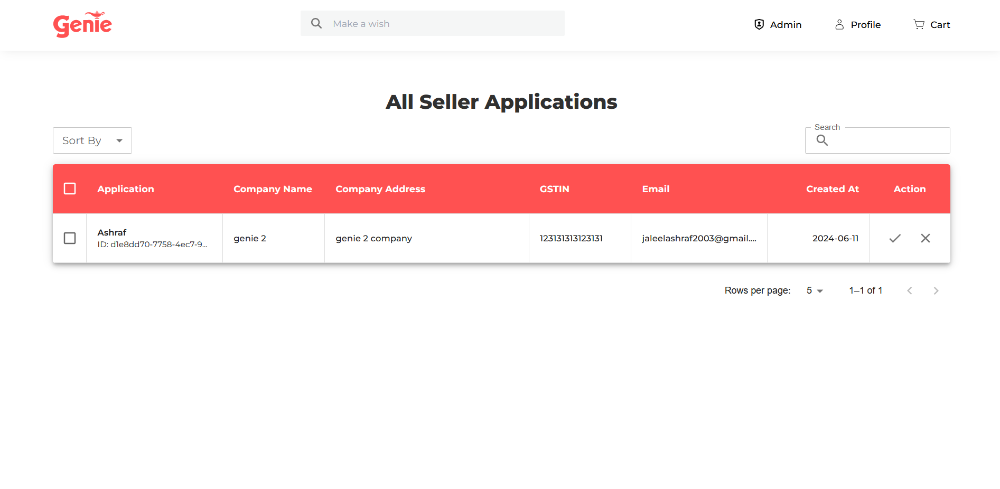 Genie
Make a wish
Admin
Profile
Cart
All Seller Applications
Sort By
Search
Application Company Name Company Address GSTIN Email Created At Action
Ashraf
ID: d1e8dd70-7758-4ec7-9...
genie 2
genie 2 company
123131313123131
jaleelashraf2003@gmail....
2024-06-11
Rows per page: 5 1–1 of 1